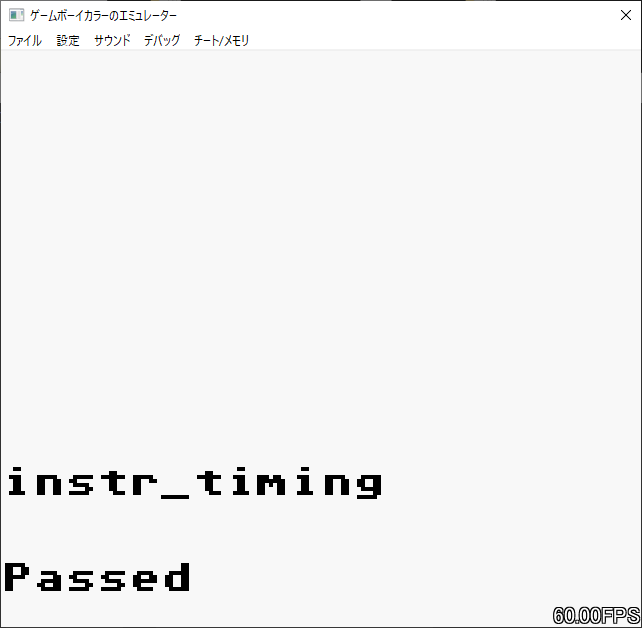 ゲームボーイカラーのエミュレーター
ファイル 設定 サウンド デバッグ チート/メモリ
instr_timing
Passed
60.00FPS